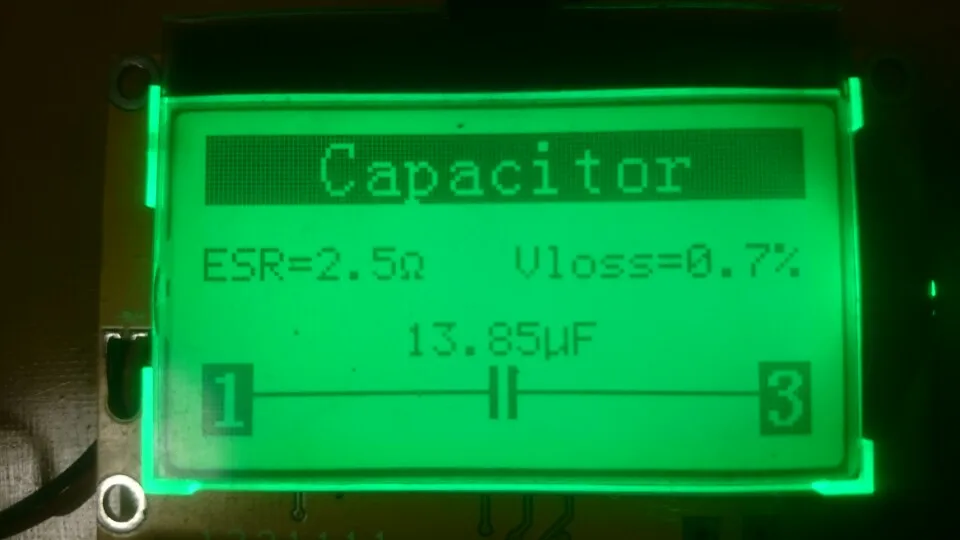 Capacitor
ESR=2.5Ω Vloss=0.7%
13.85µF
1 3